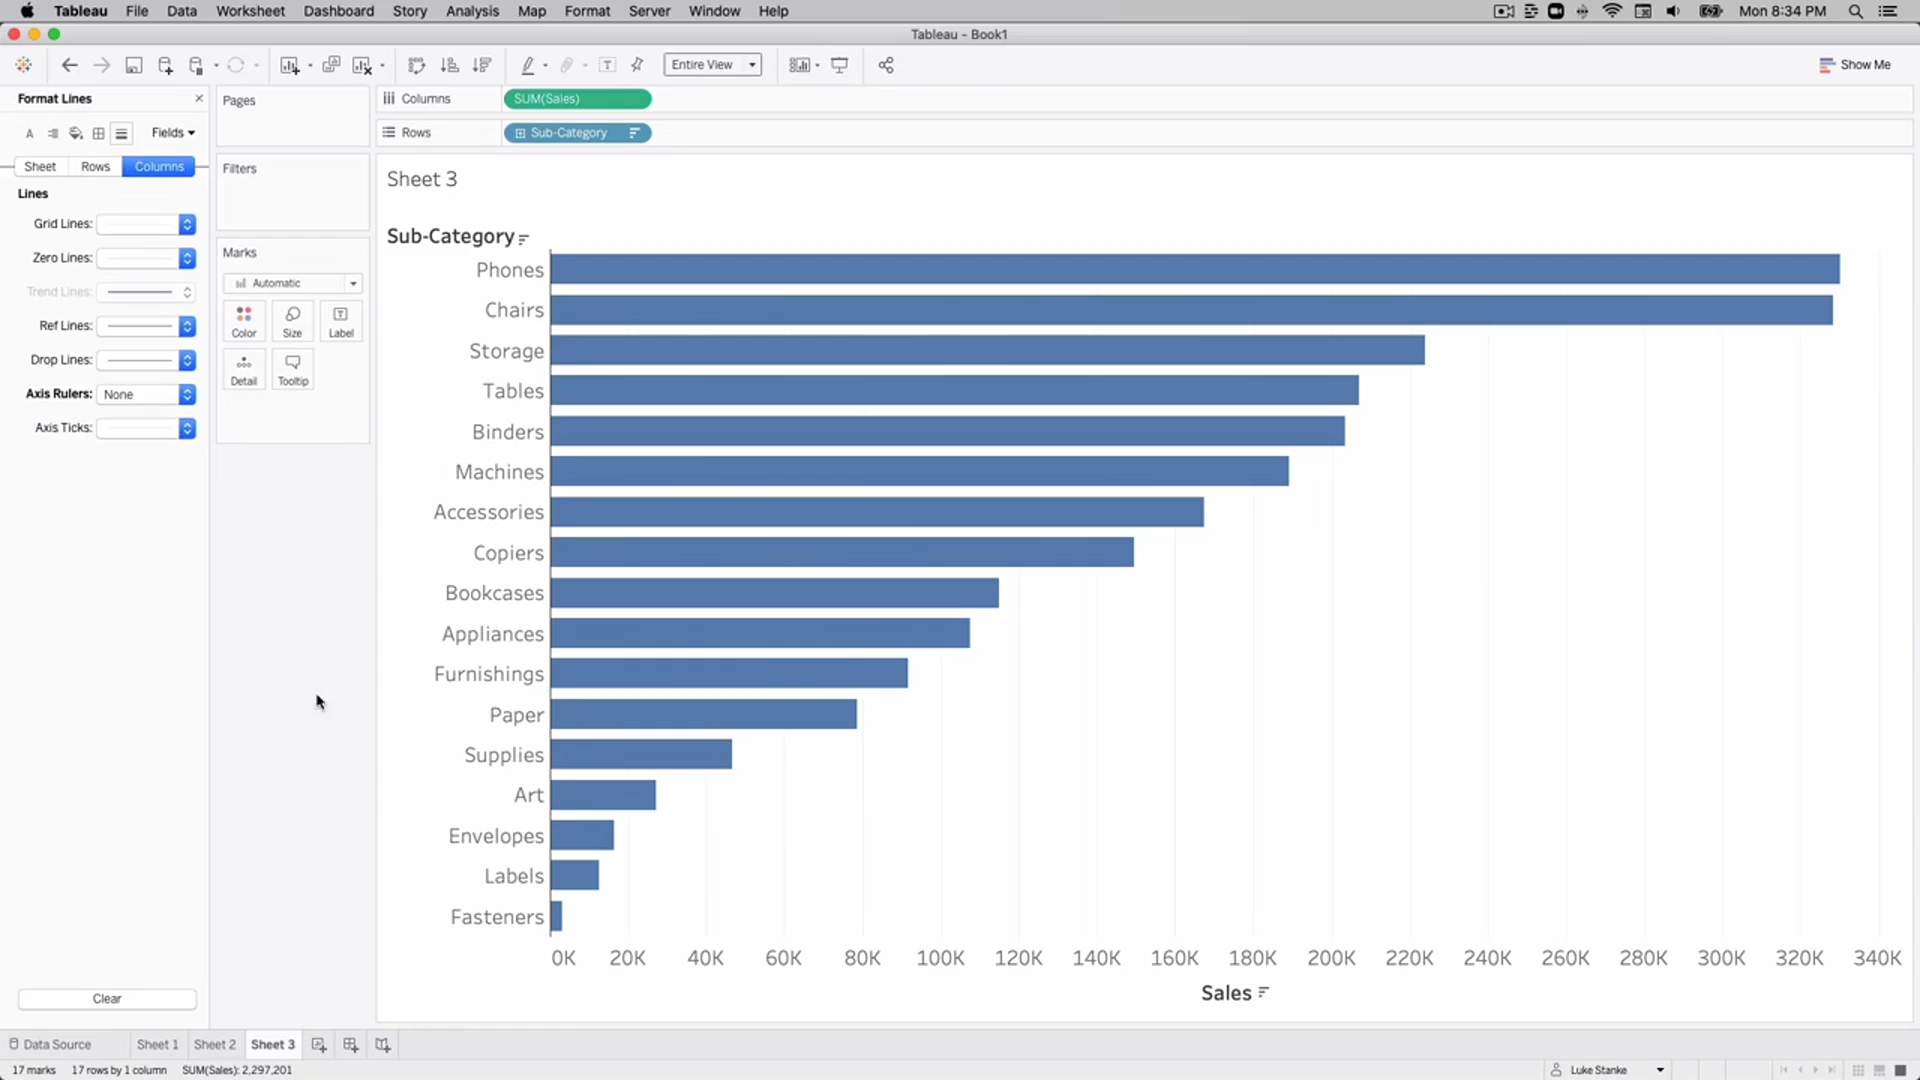 Tableau File Data Worksheet Dashboard Story Analysis Map Format Server Window Help Mon 8:34 PM
Tableau - Book1
Entire View Show Me
Format Lines
Fields
Sheet Rows Columns
Lines
Grid Lines:
Zero Lines:
Trend Lines:
Ref Lines:
Drop Lines:
Axis Rulers: None
Axis Ticks:
Clear
Pages
Filters
Marks
Automatic
Color Size Label
Detail Tooltip
Columns SUM(Sales)
Rows Sub-Category
Sheet 3
Sub-Category
Phones
Chairs
Storage
Tables
Binders
Machines
Accessories
Copiers
Bookcases
Appliances
Furnishings
Paper
Supplies
Art
Envelopes
Labels
Fasteners
0K 20K 40K 60K 80K 100K 120K 140K 160K 180K 200K 220K 240K 260K 280K 300K 320K 340K
Sales
Data Source Sheet 1 Sheet 2 Sheet 3
17 marks 17 rows by 1 column SUM(Sales): 2,297,201 Luke Stanke